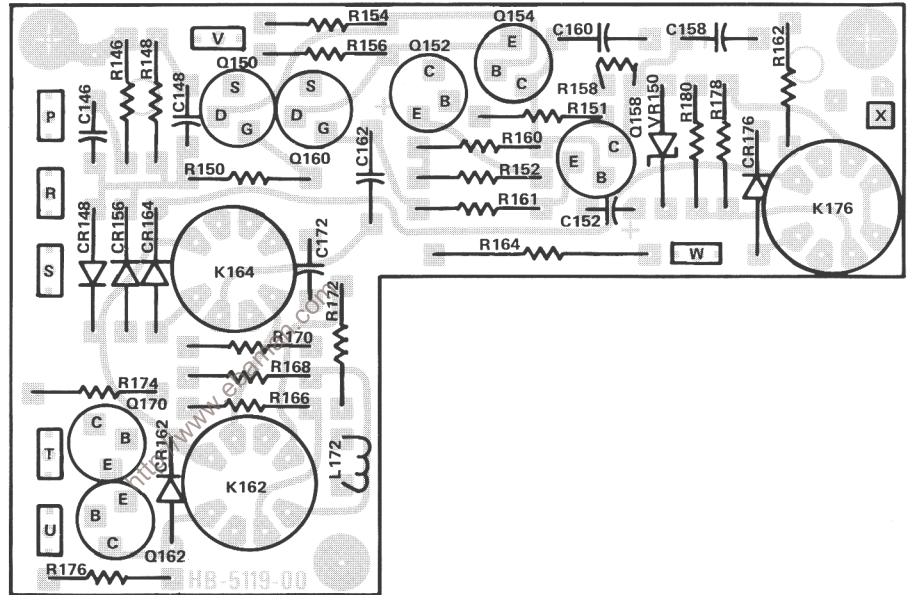 R154
V
R156
Q150
S
D
G
S
D
G
Q160
Q152
C
B
E
Q154
E
B
C
C160
C158
R162
R146
R148
C146
C148
P
R158
R151
Q158
VR150
R180
R178
CR176
X
R160
R152
R161
C
E
B
C152
R150
C162
R
K176
R164
W
CR148
CR156
CR164
S
K164
C172
R172
R170
R168
R166
R174
Q170
C
B
E
T
CR162
K162
L172
E
B
C
U
Q162
R176
HB-5119-00
http://www.